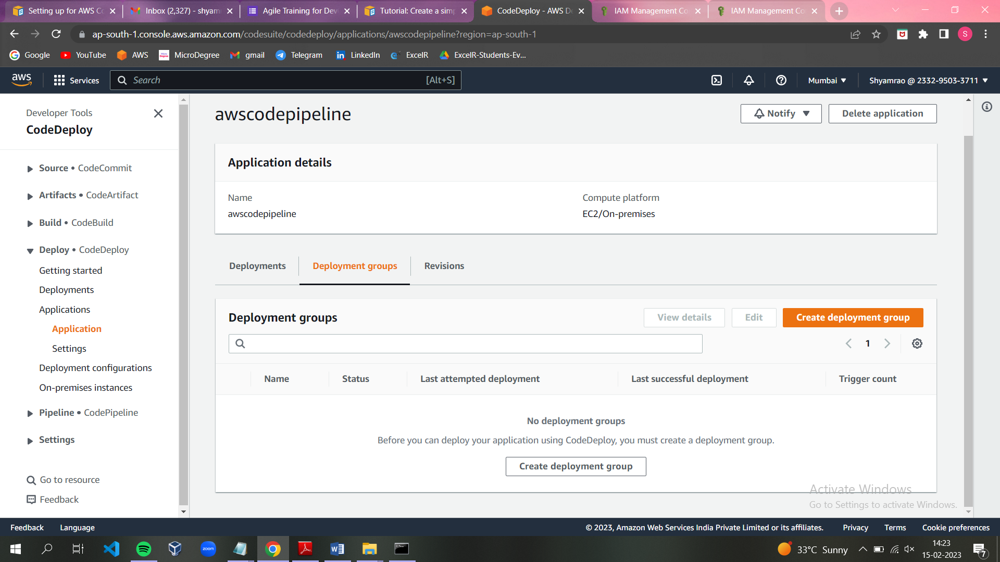 Setting up for AWS Co
Inbox (2,327) - shyam
Agile Training for Dev
Tutorial: Create a simp
CodeDeploy - AWS De
IAM Management Co
IAM Management Co
ap-south-1.console.aws.amazon.com/codesuite/codedeploy/applications/awscodepipeline?region=ap-south-1
S
Google
YouTube
AWS
MicroDegree
gmail
Telegram
LinkedIn
ExcelR
ExcelR-Students-Ev...
aws
Services
Search
[Alt+S]
Mumbai
Shyamrao @ 2332-9503-3711
Developer Tools
CodeDeploy
Source • CodeCommit
Artifacts • CodeArtifact
Build • CodeBuild
Deploy • CodeDeploy
Getting started
Deployments
Applications
Application
Settings
Deployment configurations
On-premises instances
Pipeline • CodePipeline
Settings
Go to resource
Feedback
awscodepipeline
Notify
Delete application
Application details
Name
awscodepipeline
Compute platform
EC2/On-premises
Deployments
Deployment groups
Revisions
Deployment groups
View details
Edit
Create deployment group
1
Name
Status
Last attempted deployment
Last successful deployment
Trigger count
No deployment groups
Before you can deploy your application using CodeDeploy, you must create a deployment group.
Create deployment group
Activate Windows
Go to Settings to activate Windows.
Feedback
Language
© 2023, Amazon Web Services India Private Limited or its affiliates.
Privacy
Terms
Cookie preferences
zoom
33°C Sunny
14:23
15-02-2023
7